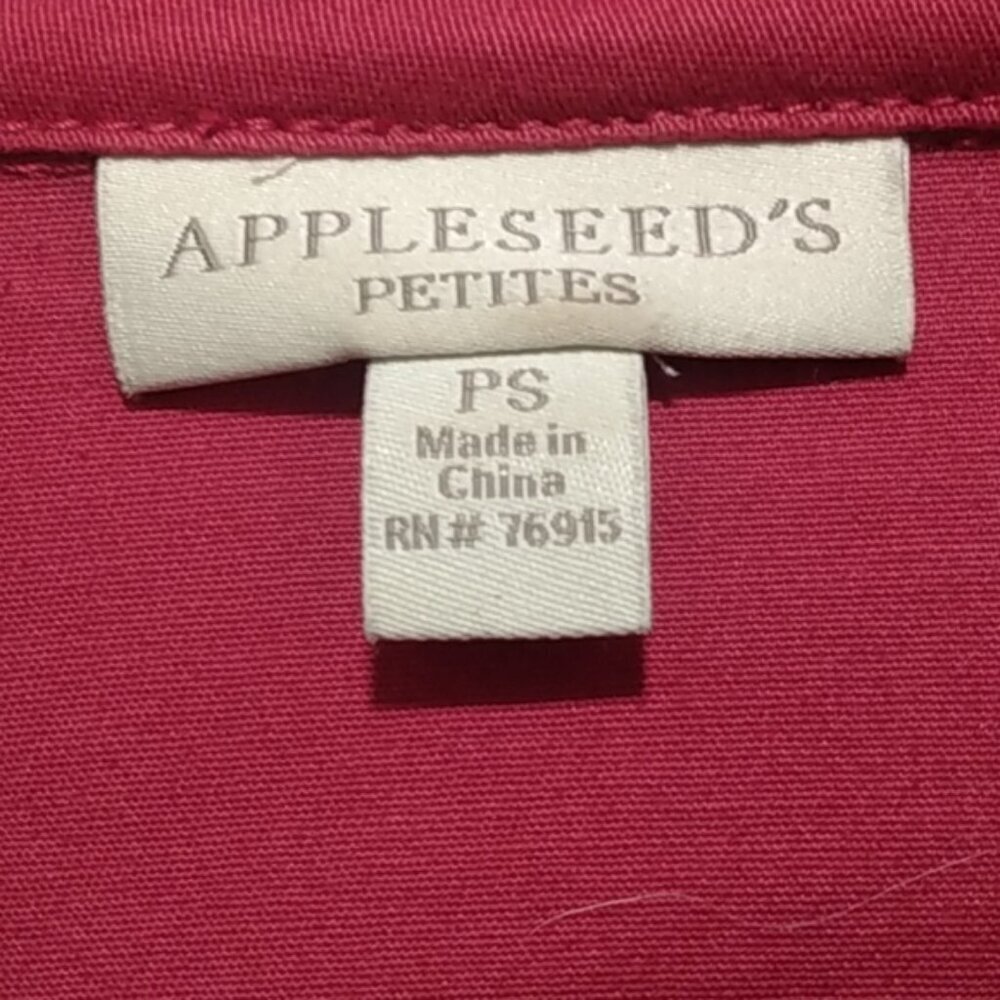 APPLESEED'S
PETITES
PS
Made in
China
RN# 76915